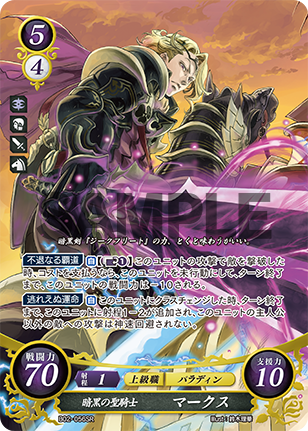 5
4
SAMPLE
暗黒剣『ジークフリート』の力、とくと味わうがいい。
不退なる覇道 自【1】このユニットの攻撃で敵を撃破した
時、コストを支払うなら、このユニットを未行動にして、ターン終了
まで、このユニットの戦闘力は－10される。
逃れえぬ運命 自 このユニットにクラスチェンジした時、ターン終了
まで、このユニットに射程1－2が追加され、このユニットの主人公
以外の敵への攻撃は神速回避されない。
戦闘力 70
射程 1
上級職
パラディン
支援力 10
暗黒の聖騎士 マークス
B02-056SR